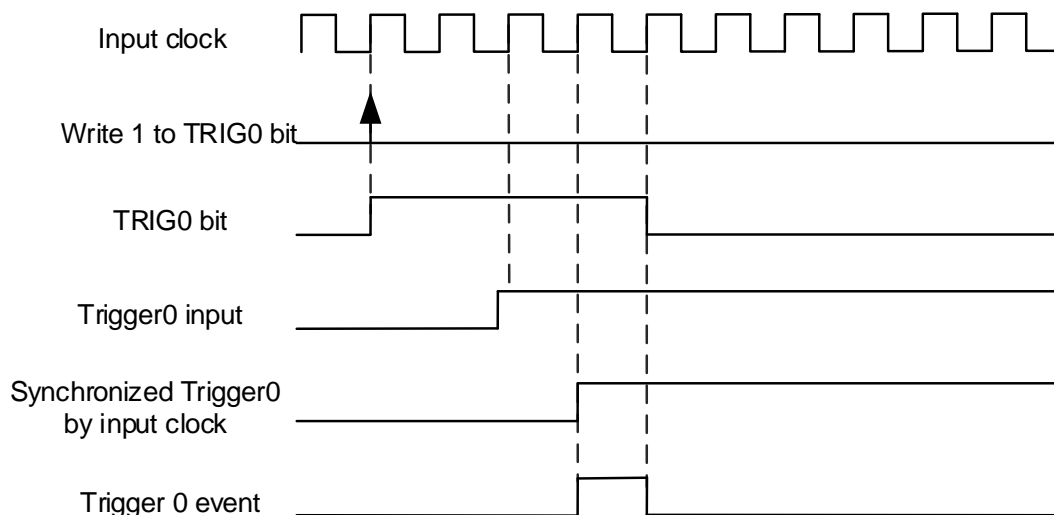 Input clock
Write 1 to TRIG0 bit
TRIG0 bit
Trigger0 input
Synchronized Trigger0
by input clock
Trigger 0 event